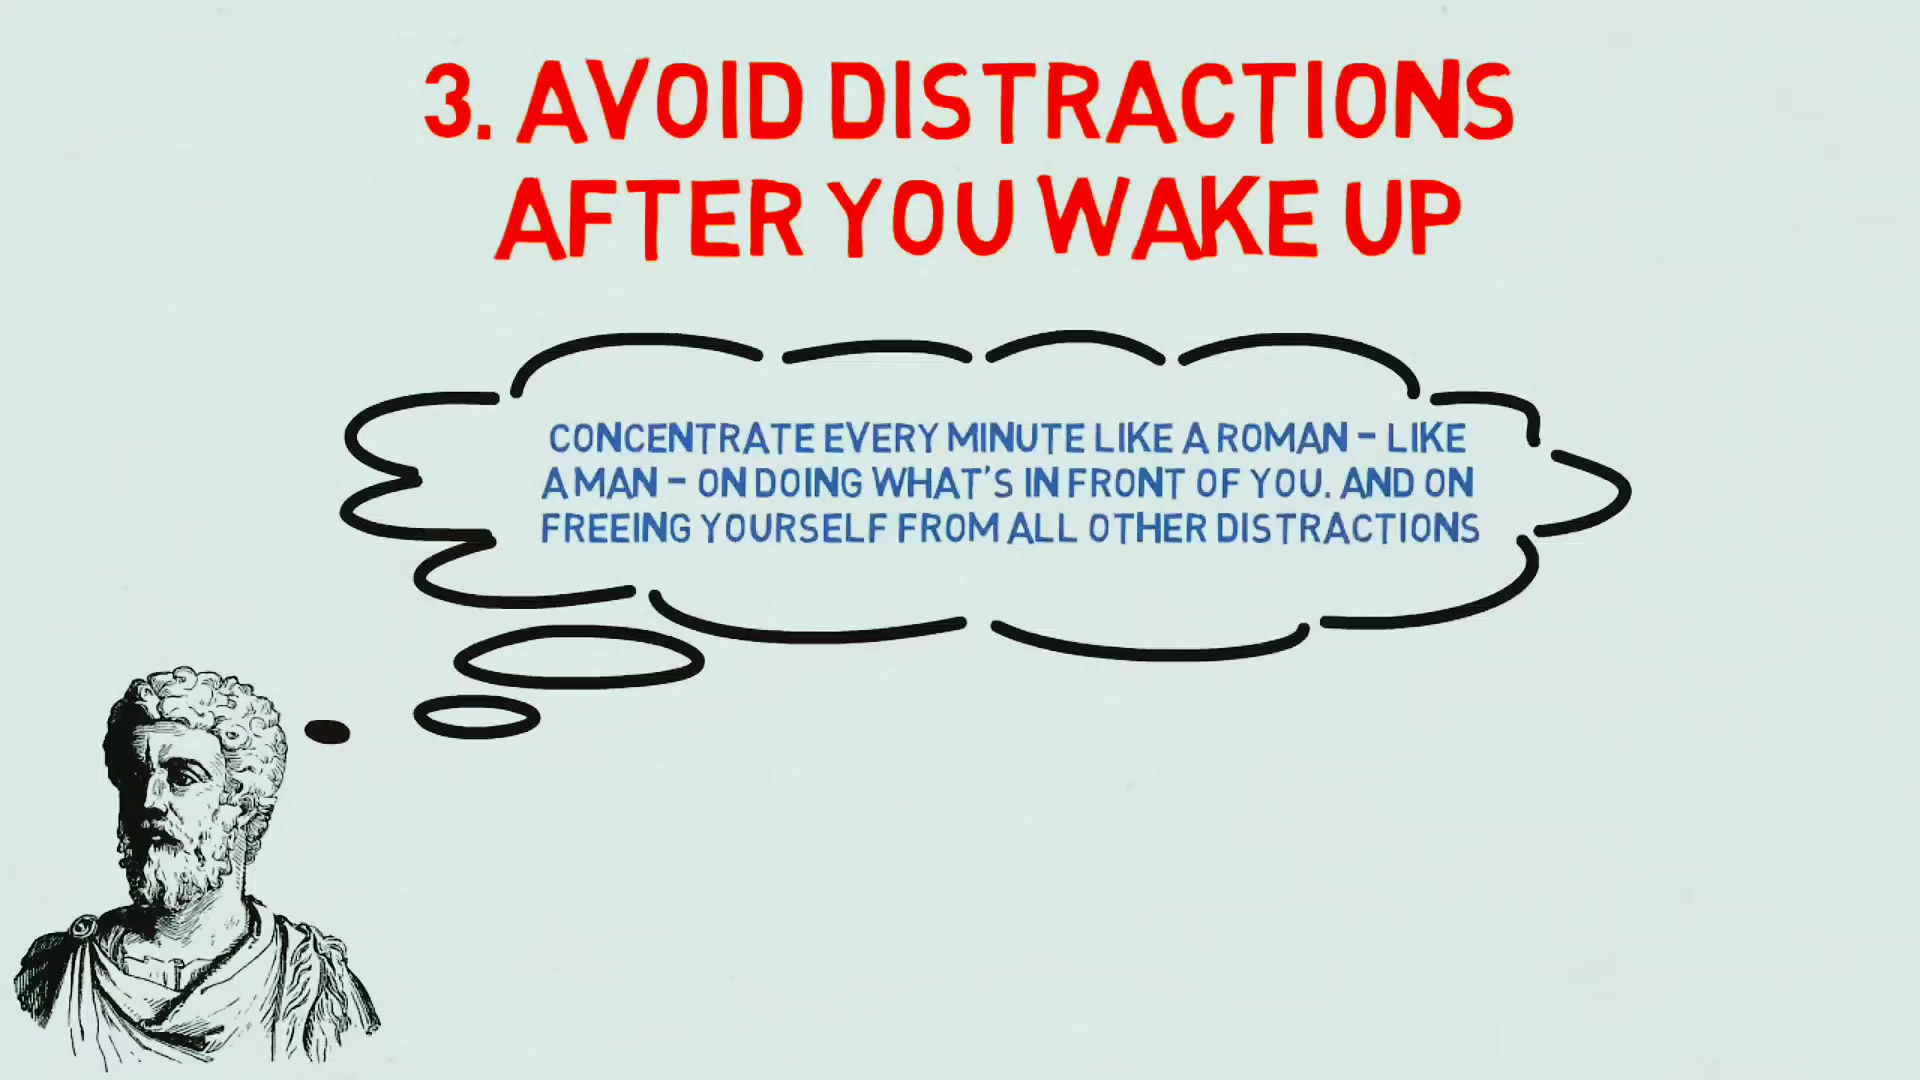 3. AVOID DISTRACTIONS
AFTER YOU WAKE UP
CONCENTRATE EVERY MINUTE LIKE A ROMAN – LIKE
A MAN – ON DOING WHAT'S IN FRONT OF YOU. AND ON
FREEING YOURSELF FROM ALL OTHER DISTRACTIONS